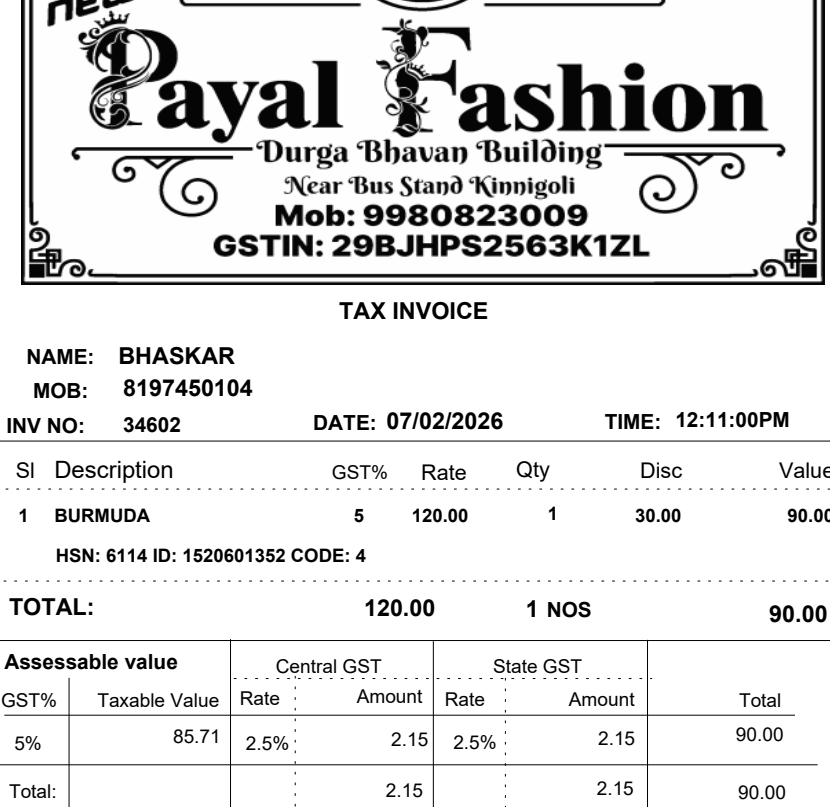 new
Payal Fashion
Durga Bhavan Building
Near Bus Stand Kinnigoli
Mob: 9980823009
GSTIN: 29BJHPS2563K1ZL
TAX INVOICE
NAME: BHASKAR
MOB: 8197450104
INV NO: 34602 DATE: 07/02/2026 TIME: 12:11:00PM
Sl Description GST% Rate Qty Disc Value
1 BURMUDA 5 120.00 1 30.00 90.00
HSN: 6114 ID: 1520601352 CODE: 4
TOTAL: 120.00 1 NOS 90.00
Assessable value Central GST State GST
GST% Taxable Value Rate Amount Rate Amount Total
5% 85.71 2.5% 2.15 2.5% 2.15 90.00
Total: 2.15 2.15 90.00